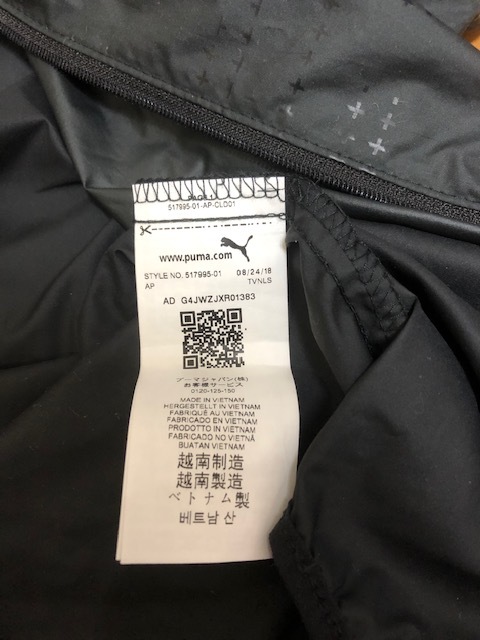 517995-01-AP-CLD01
www.puma.com
STYLE NO. 517995-01 08/24/18
AP TVNLS
AD G4JWZJXR01383
プーマジャパン(株)
お客様サービス
0120-125-150
MADE IN VIETNAM
HERGESTELLT IN VIETNAM
FABRIQUÉ AU VIETNAM
FABRICADO EN VIETNAM
PRODOTTO IN VIETNAM
FABRICADO NO VIETNÃ
BUATAN VIETNAM
越南制造
越南製造
ベトナム製
베트남 산